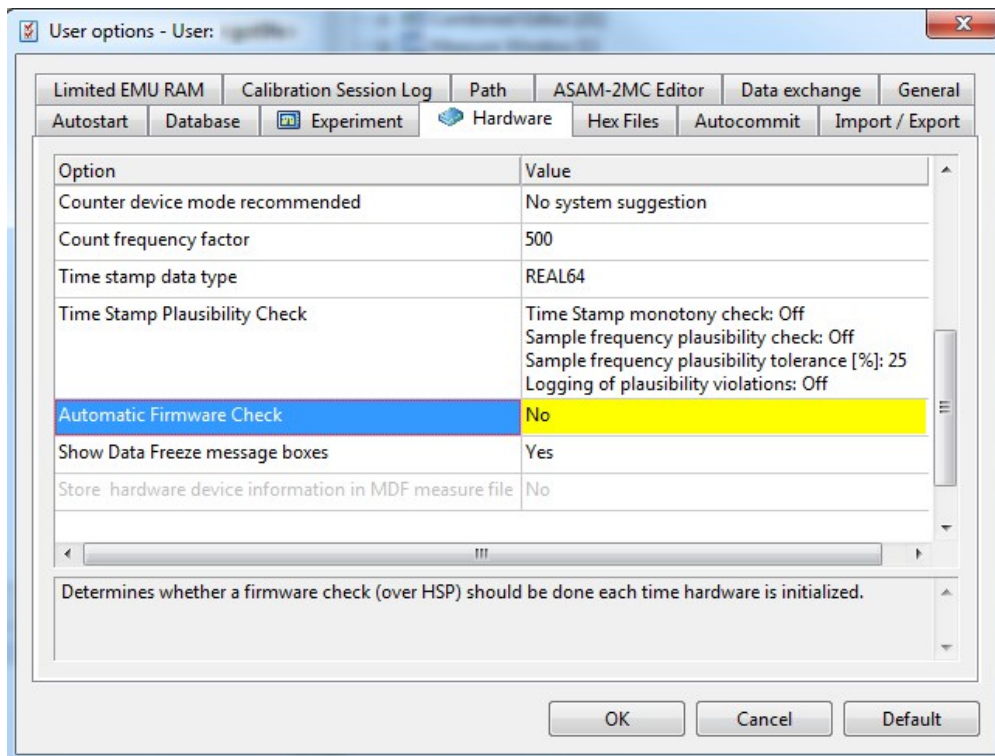 User options - User:
Limited EMU RAM Calibration Session Log Path ASAM-2MC Editor Data exchange General
Autostart Database Experiment Hardware Hex Files Autocommit Import / Export
Option Value
Counter device mode recommended No system suggestion
Count frequency factor 500
Time stamp data type REAL64
Time Stamp Plausibility Check Time Stamp monotony check: Off
Sample frequency plausibility check: Off
Sample frequency plausibility tolerance [%]: 25
Logging of plausibility violations: Off
Automatic Firmware Check No
Show Data Freeze message boxes Yes
Store hardware device information in MDF measure file No
Determines whether a firmware check (over HSP) should be done each time hardware is initialized.
OK Cancel Default